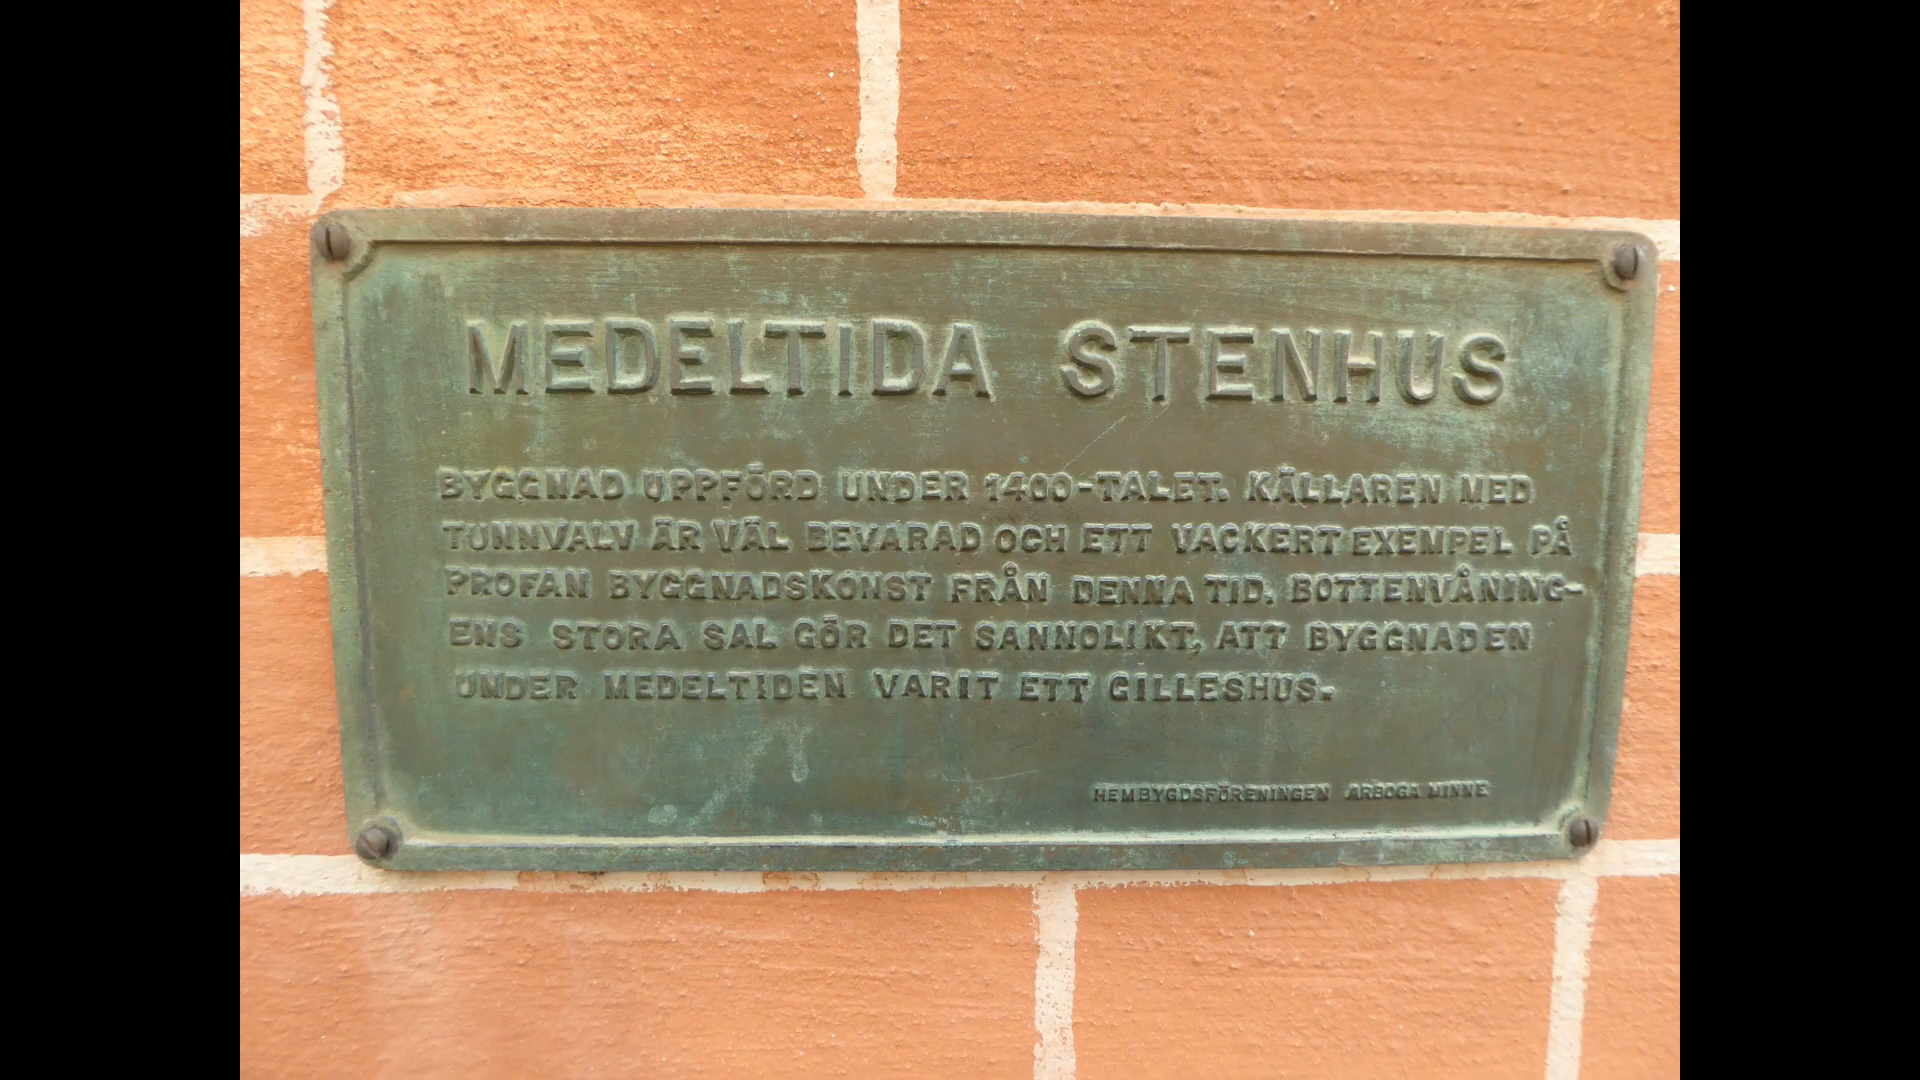 MEDELTIDA STENHUS
BYGGNAD UPPFÖRD UNDER 1400-TALET. KÄLLAREN MED
TUNNVALV ÄR VÄL BEVARAD OCH ETT VACKERT EXEMPEL PÅ
PROFAN BYGGNADSKONST FRÅN DENNA TID. BOTTENVÅNING-
ENS STORA SAL GÖR DET SANNOLIKT, ATT BYGGNADEN
UNDER MEDELTIDEN VARIT ETT GILLESHUS.
HEMBYGDSFÖRENINGEN ARBOGA MINNE